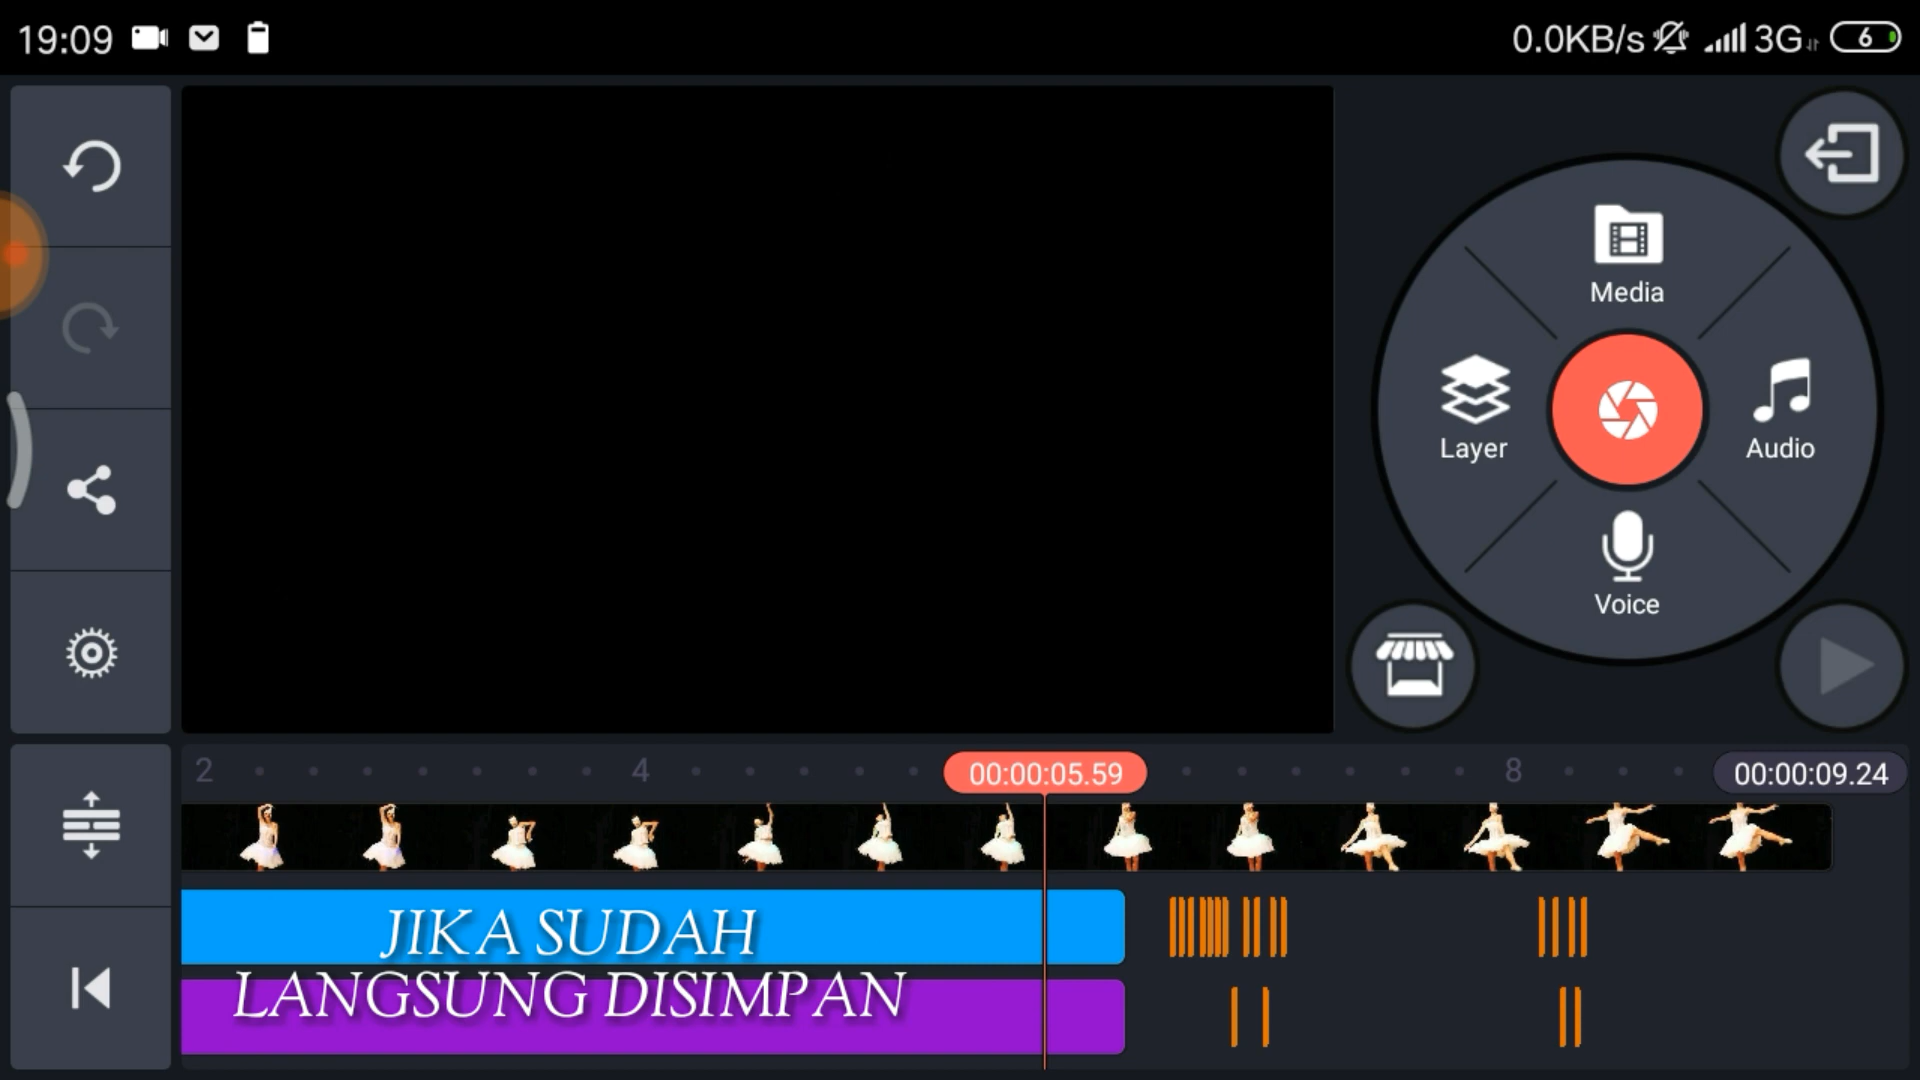 19:09
0.0KB/s 3G 6
Media
Layer
Audio
Voice
2 4 00:00:05.59 8 00:00:09.24
JIKA SUDAH
LANGSUNG DISIMPAN